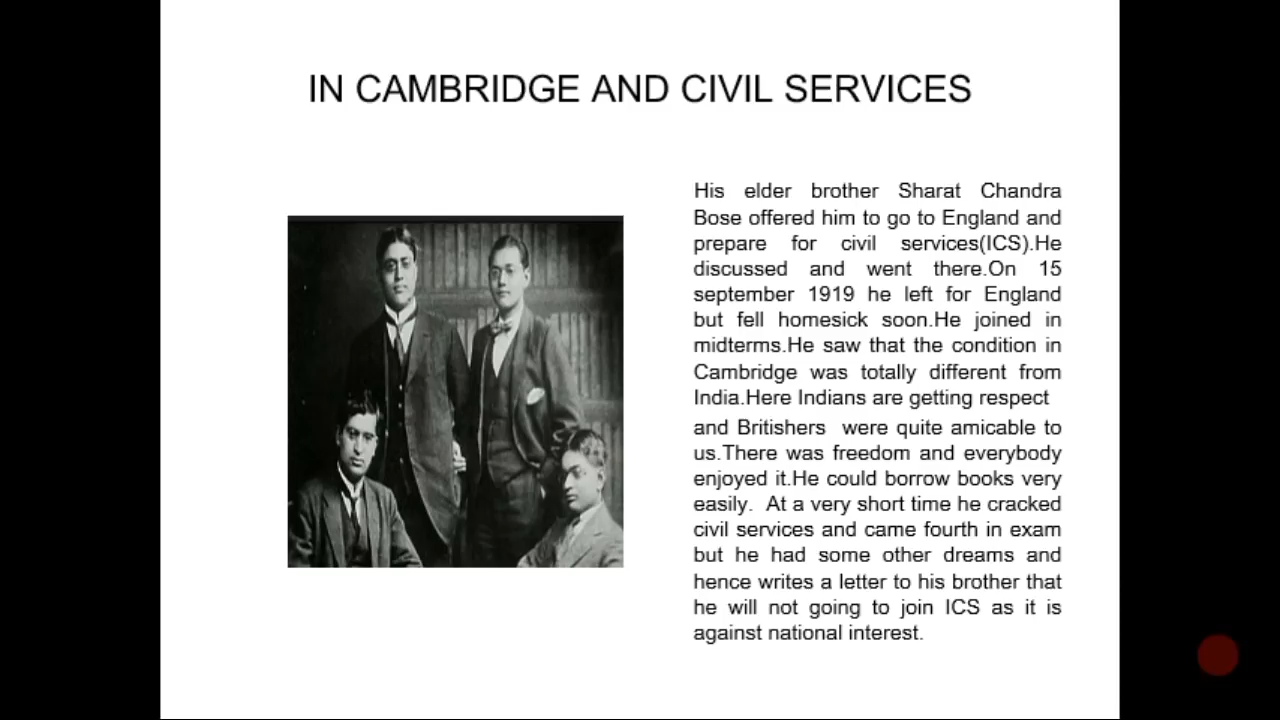 IN CAMBRIDGE AND CIVIL SERVICES
His elder brother Sharat Chandra
Bose offered him to go to England and
prepare for civil services(ICS).He
discussed and went there.On 15
september 1919 he left for England
but fell homesick soon.He joined in
midterms.He saw that the condition in
Cambridge was totally different from
India.Here Indians are getting respect
and Britishers were quite amicable to
us.There was freedom and everybody
enjoyed it.He could borrow books very
easily. At a very short time he cracked
civil services and came fourth in exam
but he had some other dreams and
hence writes a letter to his brother that
he will not going to join ICS as it is
against national interest.